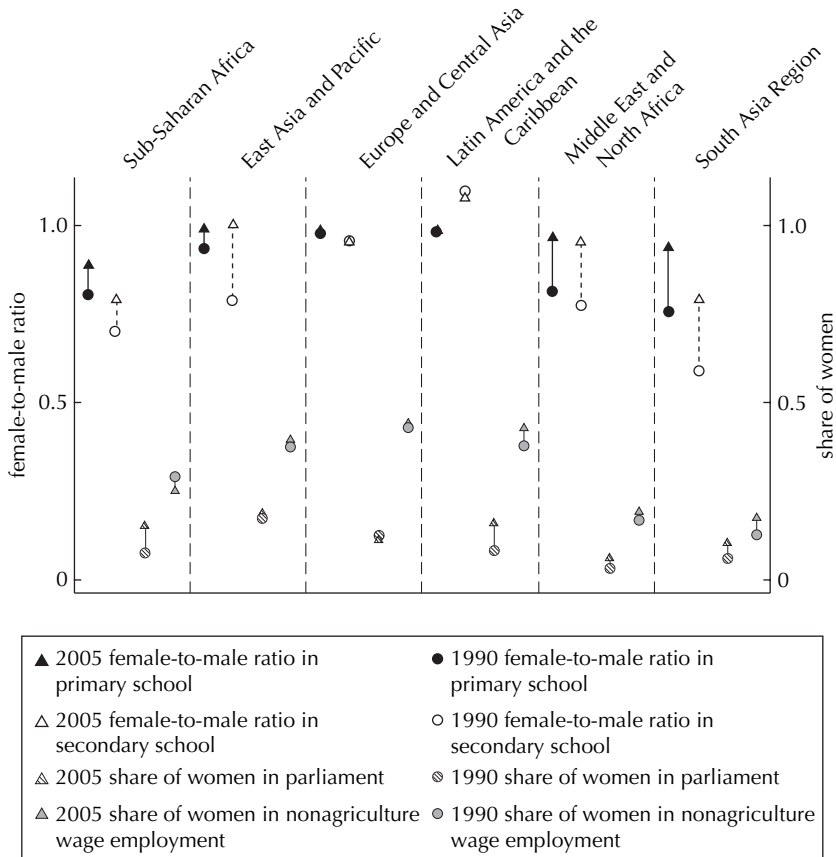 Sub-Saharan Africa
East Asia and Pacific
Europe and Central Asia
Latin America and the
Caribbean
Middle East and
North Africa
South Asia Region
female-to-male ratio
1.0
0.5
0
share of women
1.0
0.5
0
2005 female-to-male ratio in
primary school
1990 female-to-male ratio in
primary school
2005 female-to-male ratio in
secondary school
1990 female-to-male ratio in
secondary school
2005 share of women in parliament
1990 share of women in parliament
2005 share of women in nonagriculture
wage employment
1990 share of women in nonagriculture
wage employment